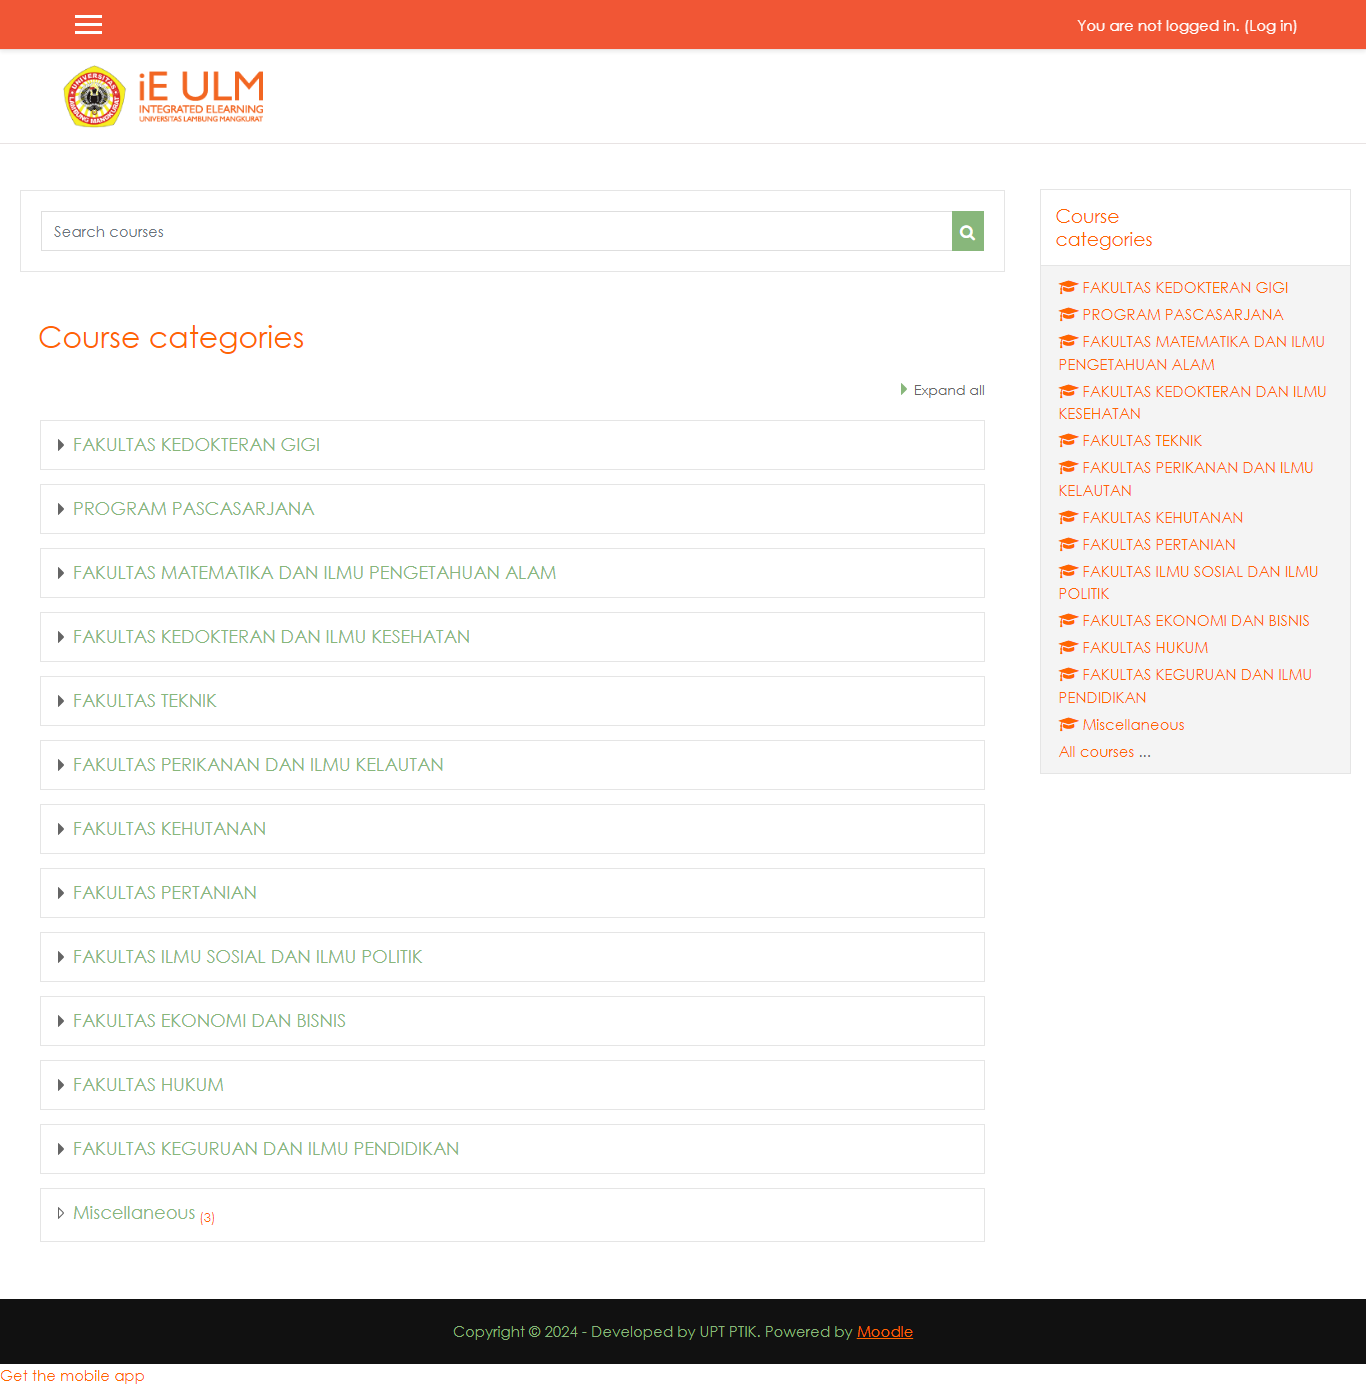 You are not logged in. (Log in)
UNIVERSITAS
LAMBUNG MANGKURAT
iE ULM
INTEGRATED ELEARNING
UNIVERSITAS LAMBUNG MANGKURAT
Search courses
Course categories
Expand all
FAKULTAS KEDOKTERAN GIGI
PROGRAM PASCASARJANA
FAKULTAS MATEMATIKA DAN ILMU PENGETAHUAN ALAM
FAKULTAS KEDOKTERAN DAN ILMU KESEHATAN
FAKULTAS TEKNIK
FAKULTAS PERIKANAN DAN ILMU KELAUTAN
FAKULTAS KEHUTANAN
FAKULTAS PERTANIAN
FAKULTAS ILMU SOSIAL DAN ILMU POLITIK
FAKULTAS EKONOMI DAN BISNIS
FAKULTAS HUKUM
FAKULTAS KEGURUAN DAN ILMU PENDIDIKAN
Miscellaneous (3)
Course
categories
FAKULTAS KEDOKTERAN GIGI
PROGRAM PASCASARJANA
FAKULTAS MATEMATIKA DAN ILMU
PENGETAHUAN ALAM
FAKULTAS KEDOKTERAN DAN ILMU
KESEHATAN
FAKULTAS TEKNIK
FAKULTAS PERIKANAN DAN ILMU
KELAUTAN
FAKULTAS KEHUTANAN
FAKULTAS PERTANIAN
FAKULTAS ILMU SOSIAL DAN ILMU
POLITIK
FAKULTAS EKONOMI DAN BISNIS
FAKULTAS HUKUM
FAKULTAS KEGURUAN DAN ILMU
PENDIDIKAN
Miscellaneous
All courses ...
Copyright © 2024 - Developed by UPT PTIK. Powered by Moodle
Get the mobile app